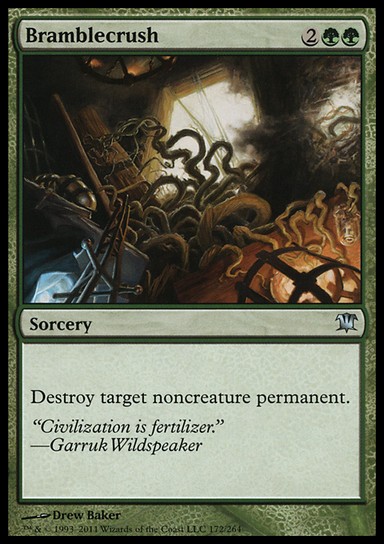 Bramblecrush 2
Sorcery
Destroy target noncreature permanent.
“Civilization is fertilizer.”
—Garruk Wildspeaker
Drew Baker
™ & © 1993–2011 Wizards of the Coast LLC 172/264